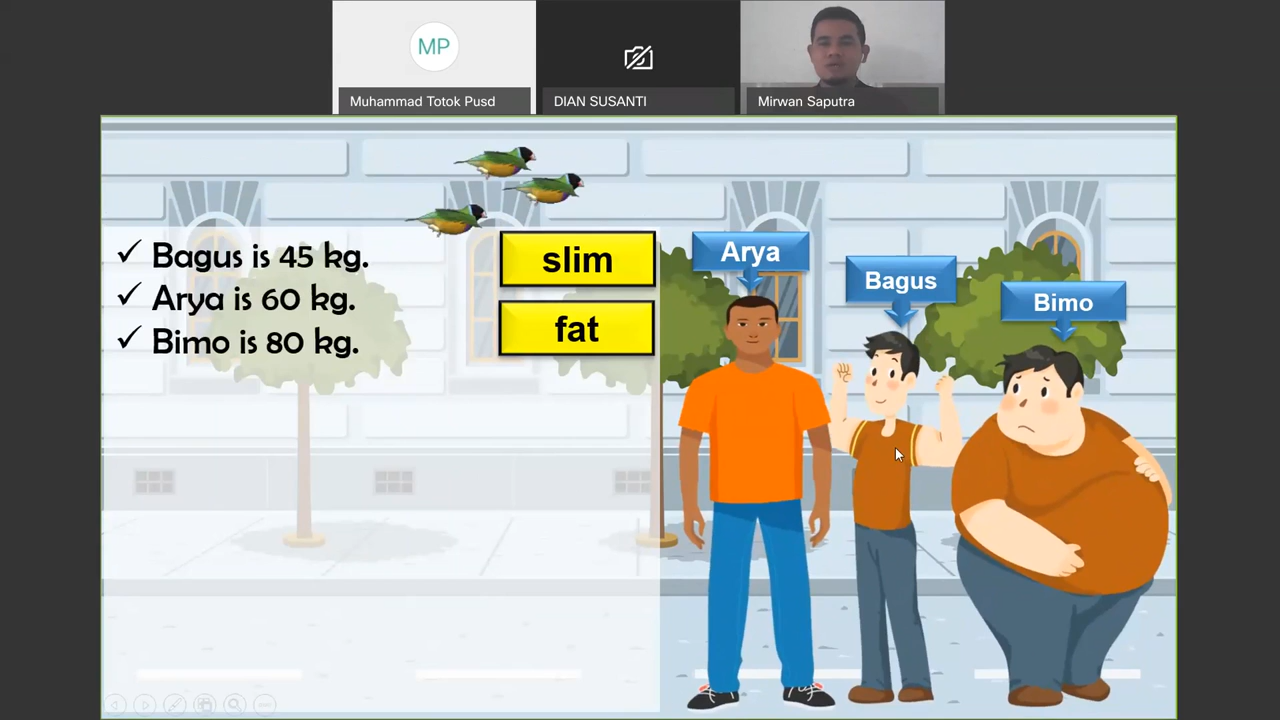 MP
Muhammad Totok Pusd
DIAN SUSANTI
Mirwan Saputra
✓ Bagus is 45 kg.
✓ Arya is 60 kg.
✓ Bimo is 80 kg.
slim
fat
Arya
Bagus
Bimo